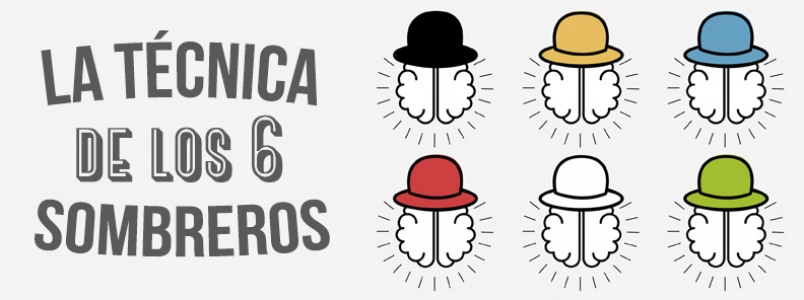 LA TÉCNICA
DE LOS 6
SOMBREROS